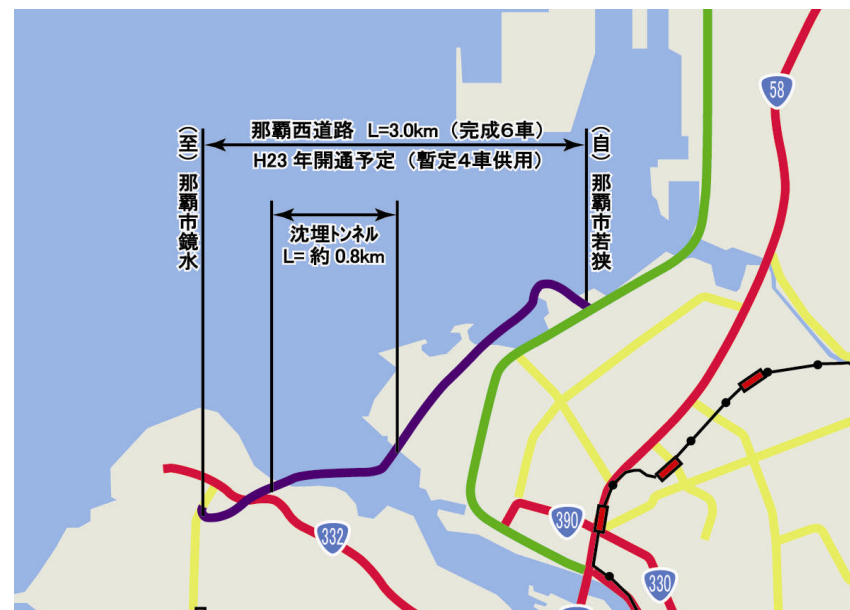 那覇西道路 L=3.0km (完成6車)
H23 年開通予定 (暫定4車供用)
(至) 那覇市鏡水
(自) 那覇市若狭
沈埋トンネル
L= 約 0.8km
58
332
390
330